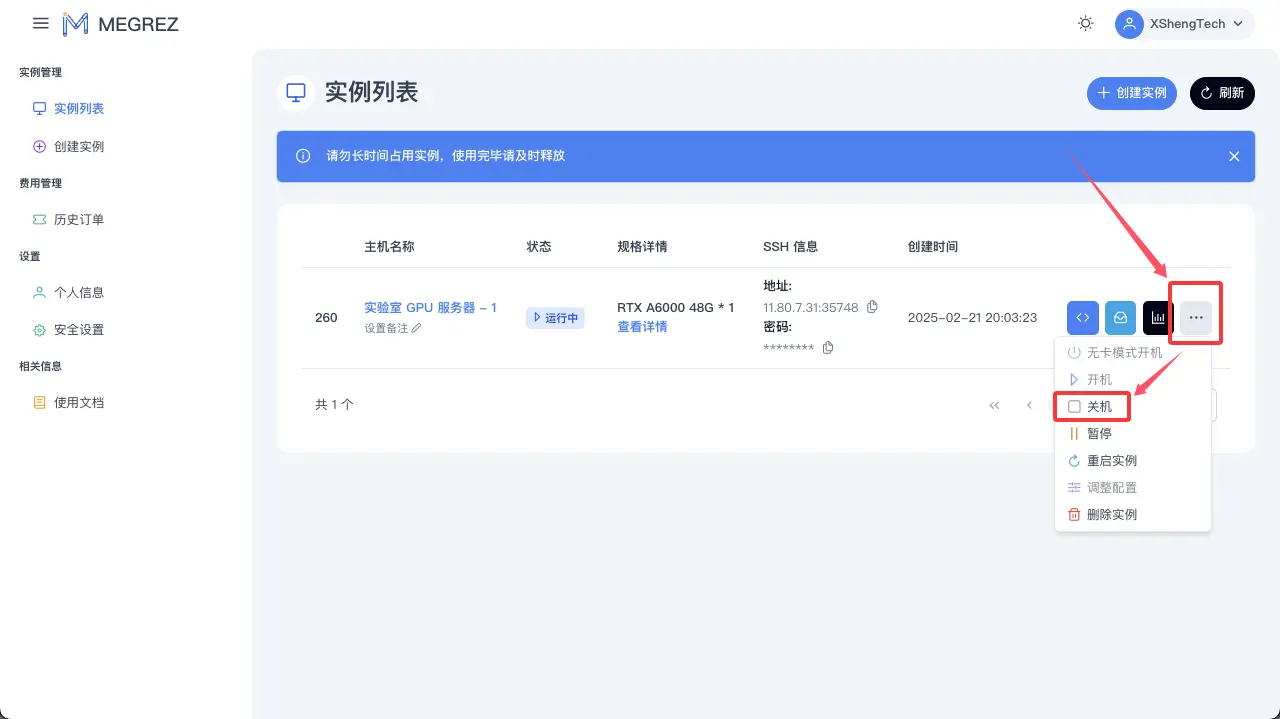 MEGREZ
XShengTech
实例管理
实例列表
创建实例
费用管理
历史订单
设置
个人信息
安全设置
相关信息
使用文档
实例列表
创建实例
刷新
请勿长时间占用实例，使用完毕请及时释放
主机名称 状态 规格详情 SSH 信息 创建时间
260
实验室 GPU 服务器 - 1
设置备注
运行中
RTX A6000 48G * 1
查看详情
地址:
11.80.7.31:35748
密码:
********
2025-02-21 20:03:23
共 1 个
无卡模式开机
开机
关机
暂停
重启实例
调整配置
删除实例